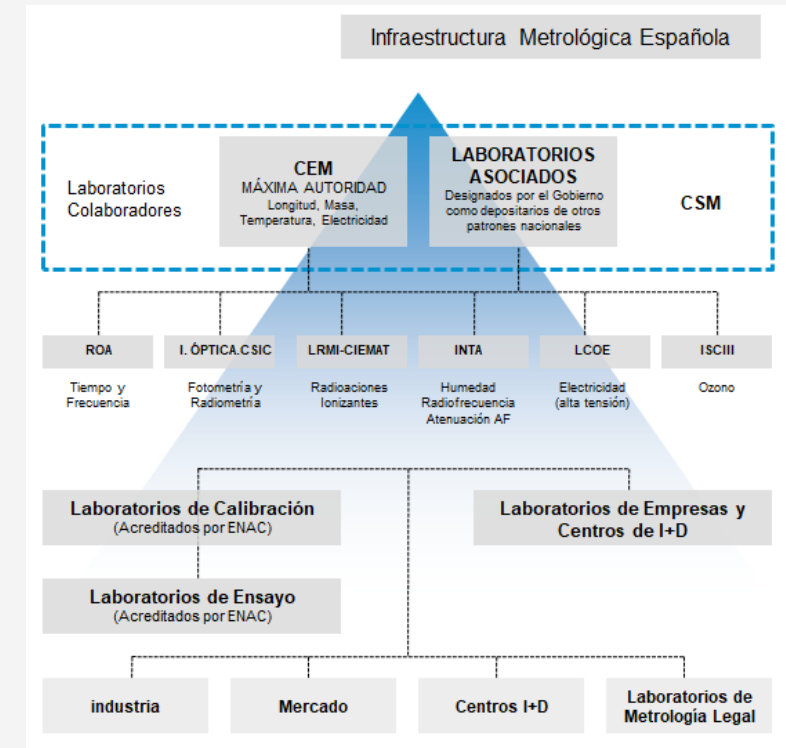 Infraestructura Metrológica Española
Laboratorios
Colaboradores
CEM
MÁXIMA AUTORIDAD
Longitud, Masa,
Temperatura, Electricidad
LABORATORIOS
ASOCIADOS
Designados por el Gobierno
como depositarios de otros
patrones nacionales
CSM
ROA
I. ÓPTICA.CSIC
LRMI-CIEMAT
INTA
LCOE
ISCIII
Tiempo y
Frecuencia
Fotometría y
Radiometría
Radioaciones
Ionizantes
Humedad
Radiofrecuencia
Atenuación AF
Electricidad
(alta tensión)
Ozono
Laboratorios de Calibración
(Acreditados por ENAC)
Laboratorios de Empresas y
Centros de I+D
Laboratorios de Ensayo
(Acreditados por ENAC)
industria
Mercado
Centros I+D
Laboratorios de
Metrología Legal